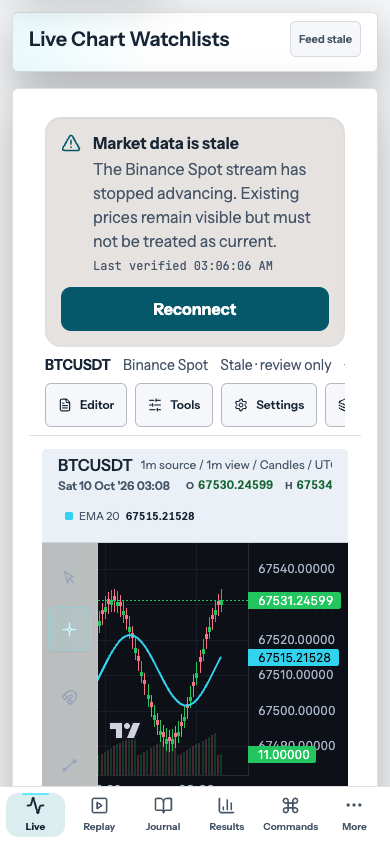 Live Chart Watchlists
Feed stale
Market data is stale
The Binance Spot stream has
stopped advancing. Existing
prices remain visible but must
not be treated as current.
Last verified 03:06:06 AM
Reconnect
BTCUSDT Binance Spot Stale · review only
Editor Tools Settings
BTCUSDT 1m source / 1m view / Candles / UT
Sat 10 Oct '26 03:08 O 67530.24599 H 67534
EMA 20 67515.21528
67540.00000
67531.24599
67520.00000
67515.21528
67510.00000
67500.00000
11.00000
Live Replay Journal Results Commands More